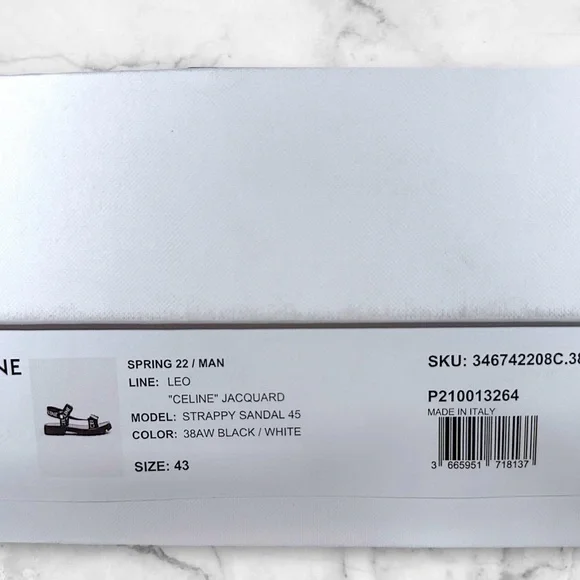 NE
SPRING 22 / MAN
LINE: LEO
"CELINE" JACQUARD
MODEL: STRAPPY SANDAL 45
COLOR: 38AW BLACK / WHITE
SIZE: 43
SKU: 346742208C.38
P210013264
MADE IN ITALY
3 665951 718137